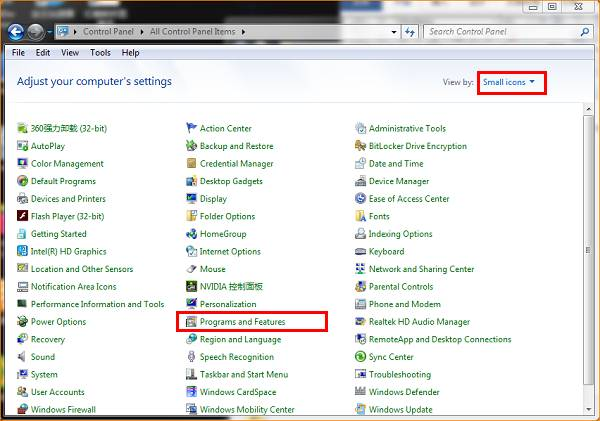 Control Panel
All Control Panel Items
Search Control Panel
File Edit View Tools Help
Adjust your computer's settings
View by: Small icons
360强力卸载 (32-bit) Action Center Administrative Tools
AutoPlay Backup and Restore BitLocker Drive Encryption
Color Management Credential Manager Date and Time
Default Programs Desktop Gadgets Device Manager
Devices and Printers Display Ease of Access Center
Flash Player (32-bit) Folder Options Fonts
Getting Started HomeGroup Indexing Options
Intel(R) HD Graphics Internet Options Keyboard
Location and Other Sensors Mouse Network and Sharing Center
Notification Area Icons NVIDIA 控制面板 Parental Controls
Performance Information and Tools Personalization Phone and Modem
Power Options Programs and Features Realtek HD Audio Manager
Recovery Region and Language RemoteApp and Desktop Connections
Sound Speech Recognition Sync Center
System Taskbar and Start Menu Troubleshooting
User Accounts Windows CardSpace Windows Defender
Windows Firewall Windows Mobility Center Windows Update